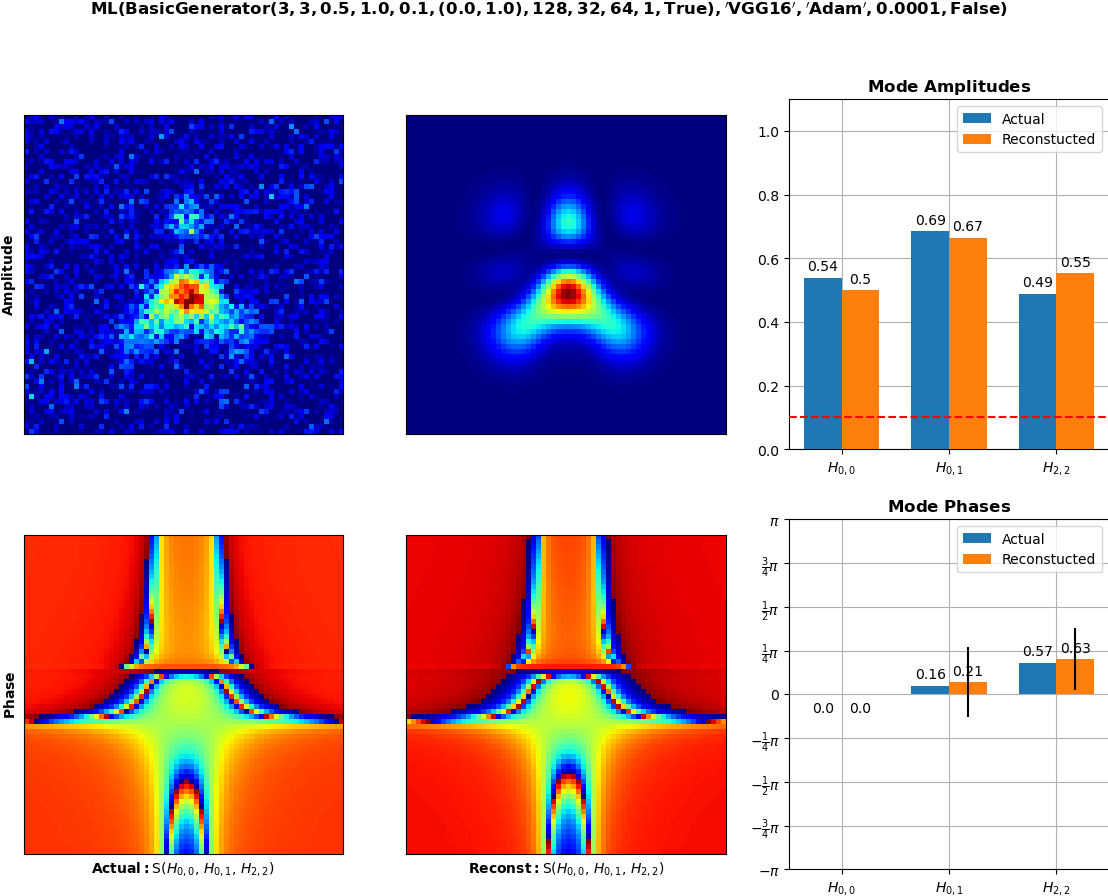 ML(BasicGenerator(3, 3, 0.5, 1.0, 0.1, (0.0, 1.0), 128, 32, 64, 1, True), ′VGG16′, ′Adam′, 0.0001, False)
Amplitude
Mode Amplitudes
Actual
Reconstucted
1.0
0.8
0.6
0.4
0.2
0.0
0.54
0.5
0.69
0.67
0.49
0.55
H0,0
H0,1
H2,2
Phase
Actual: S(H0,0, H0,1, H2,2)
Reconst: S(H0,0, H0,1, H2,2)
Mode Phases
Actual
Reconstucted
π
3/4π
1/2π
1/4π
0
−1/4π
−1/2π
−3/4π
−π
0.0
0.0
0.16
0.21
0.57
0.63
H0,0
H0,1
H2,2